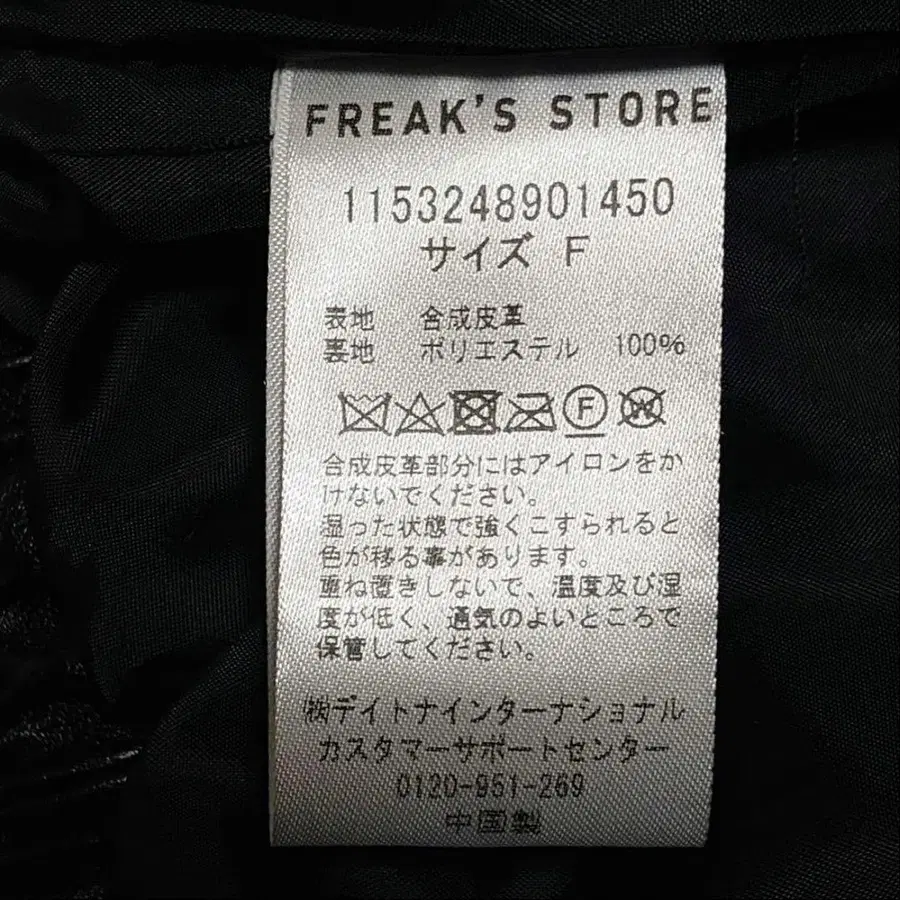 FREAK'S STORE
1153248901450
サイズ F
表地 合成皮革
裏地 ポリエステル 100%
F W
合成皮革部分にはアイロンをか
けないでください。
湿った状態で強くこすられると
色が移る事があります。
重ね置きしないで、温度及び湿
度が低く、通気のよいところで
保管してください。
㈱デイトナインターナショナル
カスタマーサポートセンター
0120-951-269
中国製